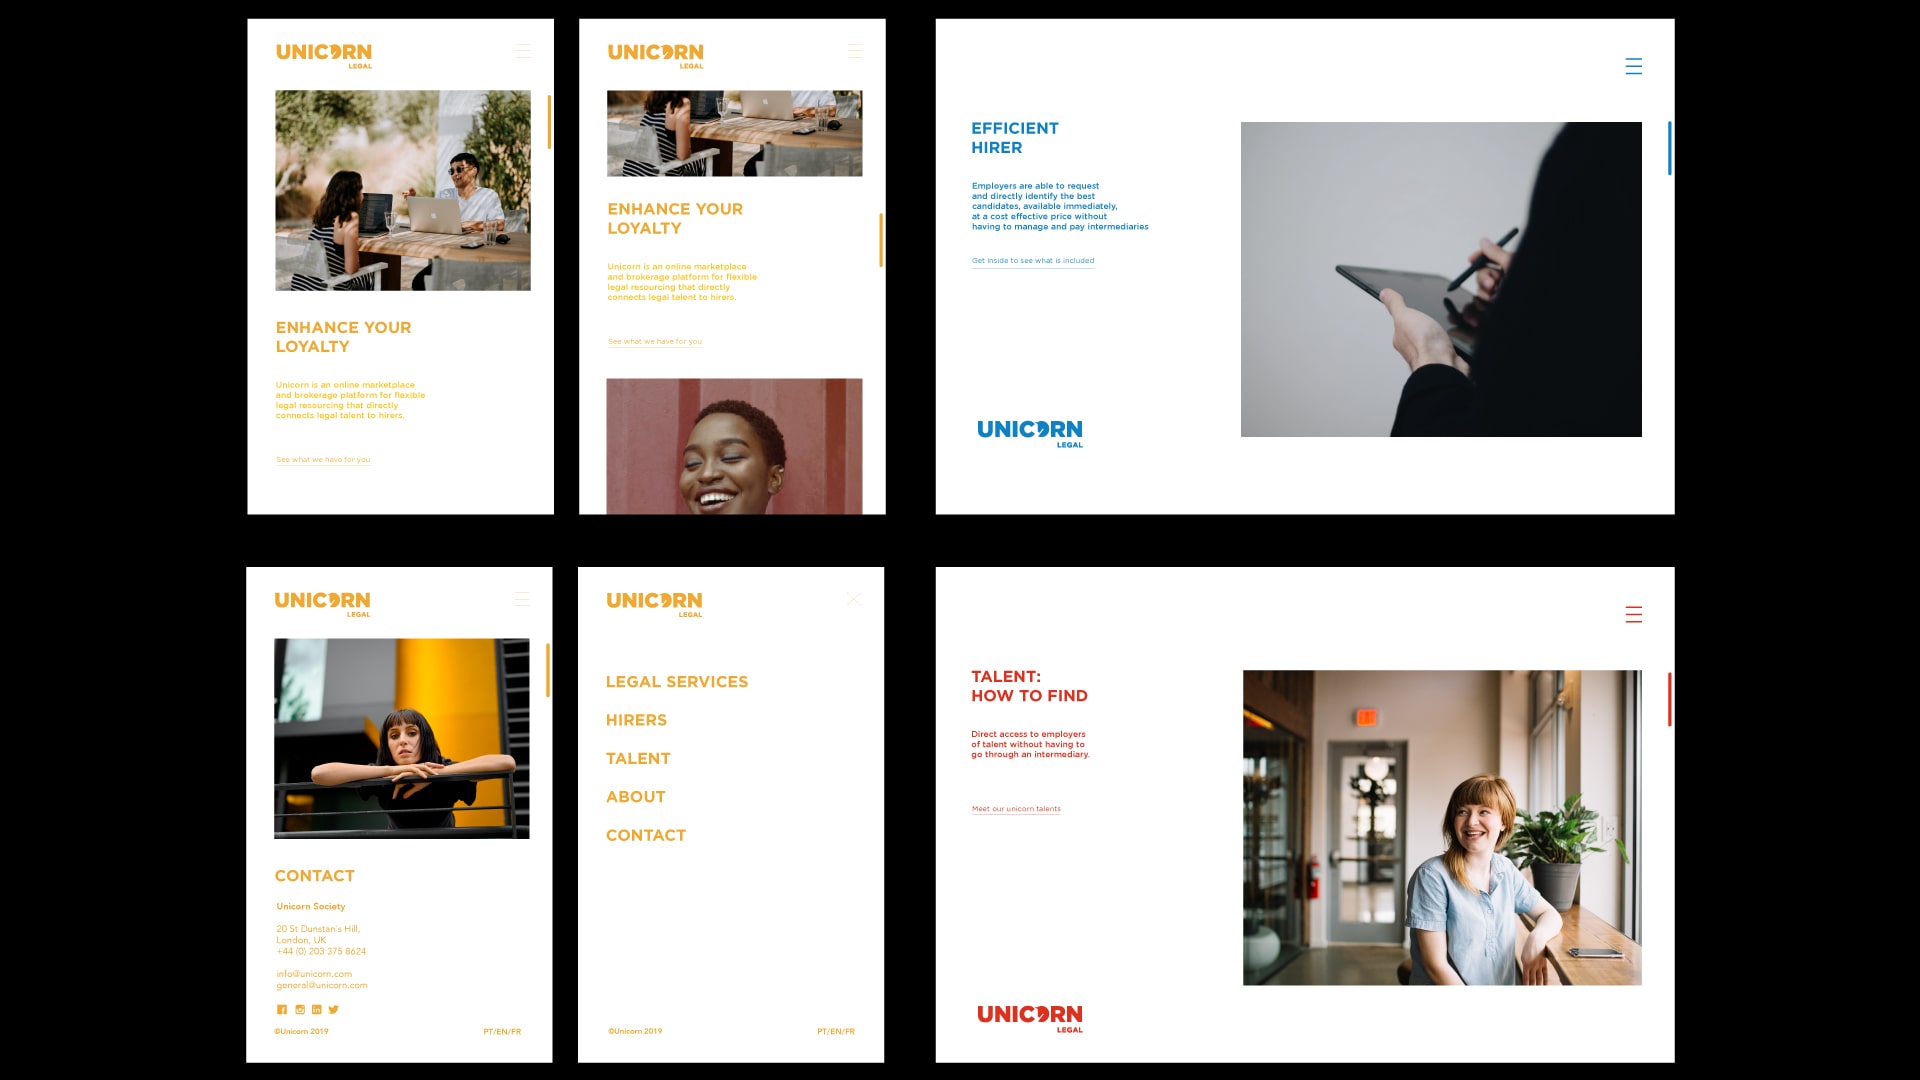 UNICORN
LEGAL
ENHANCE YOUR
LOYALTY
Unicorn is an online marketplace
and brokerage platform for flexible
legal resourcing that directly
connects legal talent to hirers.
See what we have for you
UNICORN
LEGAL
ENHANCE YOUR
LOYALTY
Unicorn is an online marketplace
and brokerage platform for flexible
legal resourcing that directly
connects legal talent to hirers.
See what we have for you
EFFICIENT
HIRER
Employers are able to request
and directly identify the best
candidates, available immediately,
at a cost effective price without
having to manage and pay intermediaries
Get inside to see what is included
UNICORN
LEGAL
UNICORN
LEGAL
CONTACT
Unicorn Society
20 St Dunstan's Hill,
London, UK
+44 (0) 203 375 8624
info@unicorn.com
general@unicorn.com
©Unicorn 2019
PT/EN/FR
UNICORN
LEGAL
LEGAL SERVICES
HIRERS
TALENT
ABOUT
CONTACT
©Unicorn 2019
PT/EN/FR
TALENT:
HOW TO FIND
Direct access to employers
of talent without having to
go through an intermediary.
Meet our unicorn talents
UNICORN
LEGAL